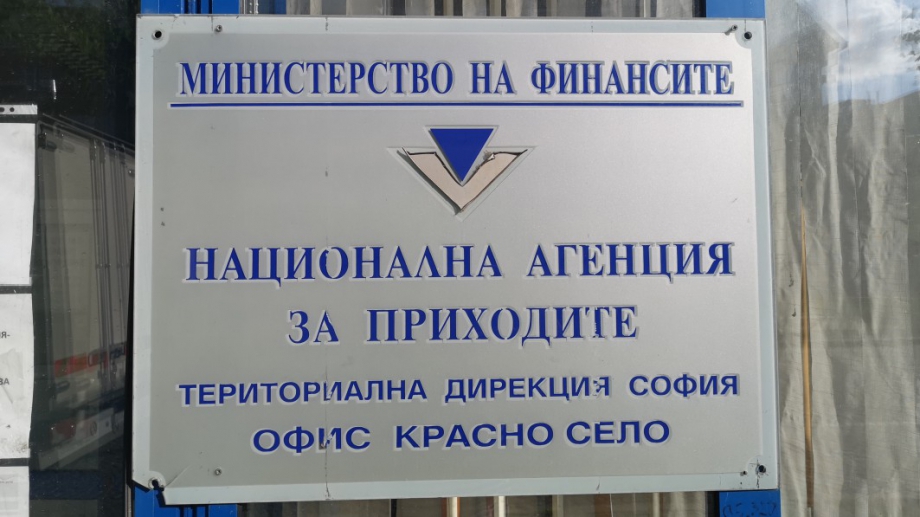 МИНИСТЕРСТВО НА ФИНАНСИТЕ
НАЦИОНАЛНА АГЕНЦИЯ
ЗА ПРИХОДИТЕ
ТЕРИТОРИАЛНА ДИРЕКЦИЯ СОФИЯ
ОФИС КРАСНО СЕЛО